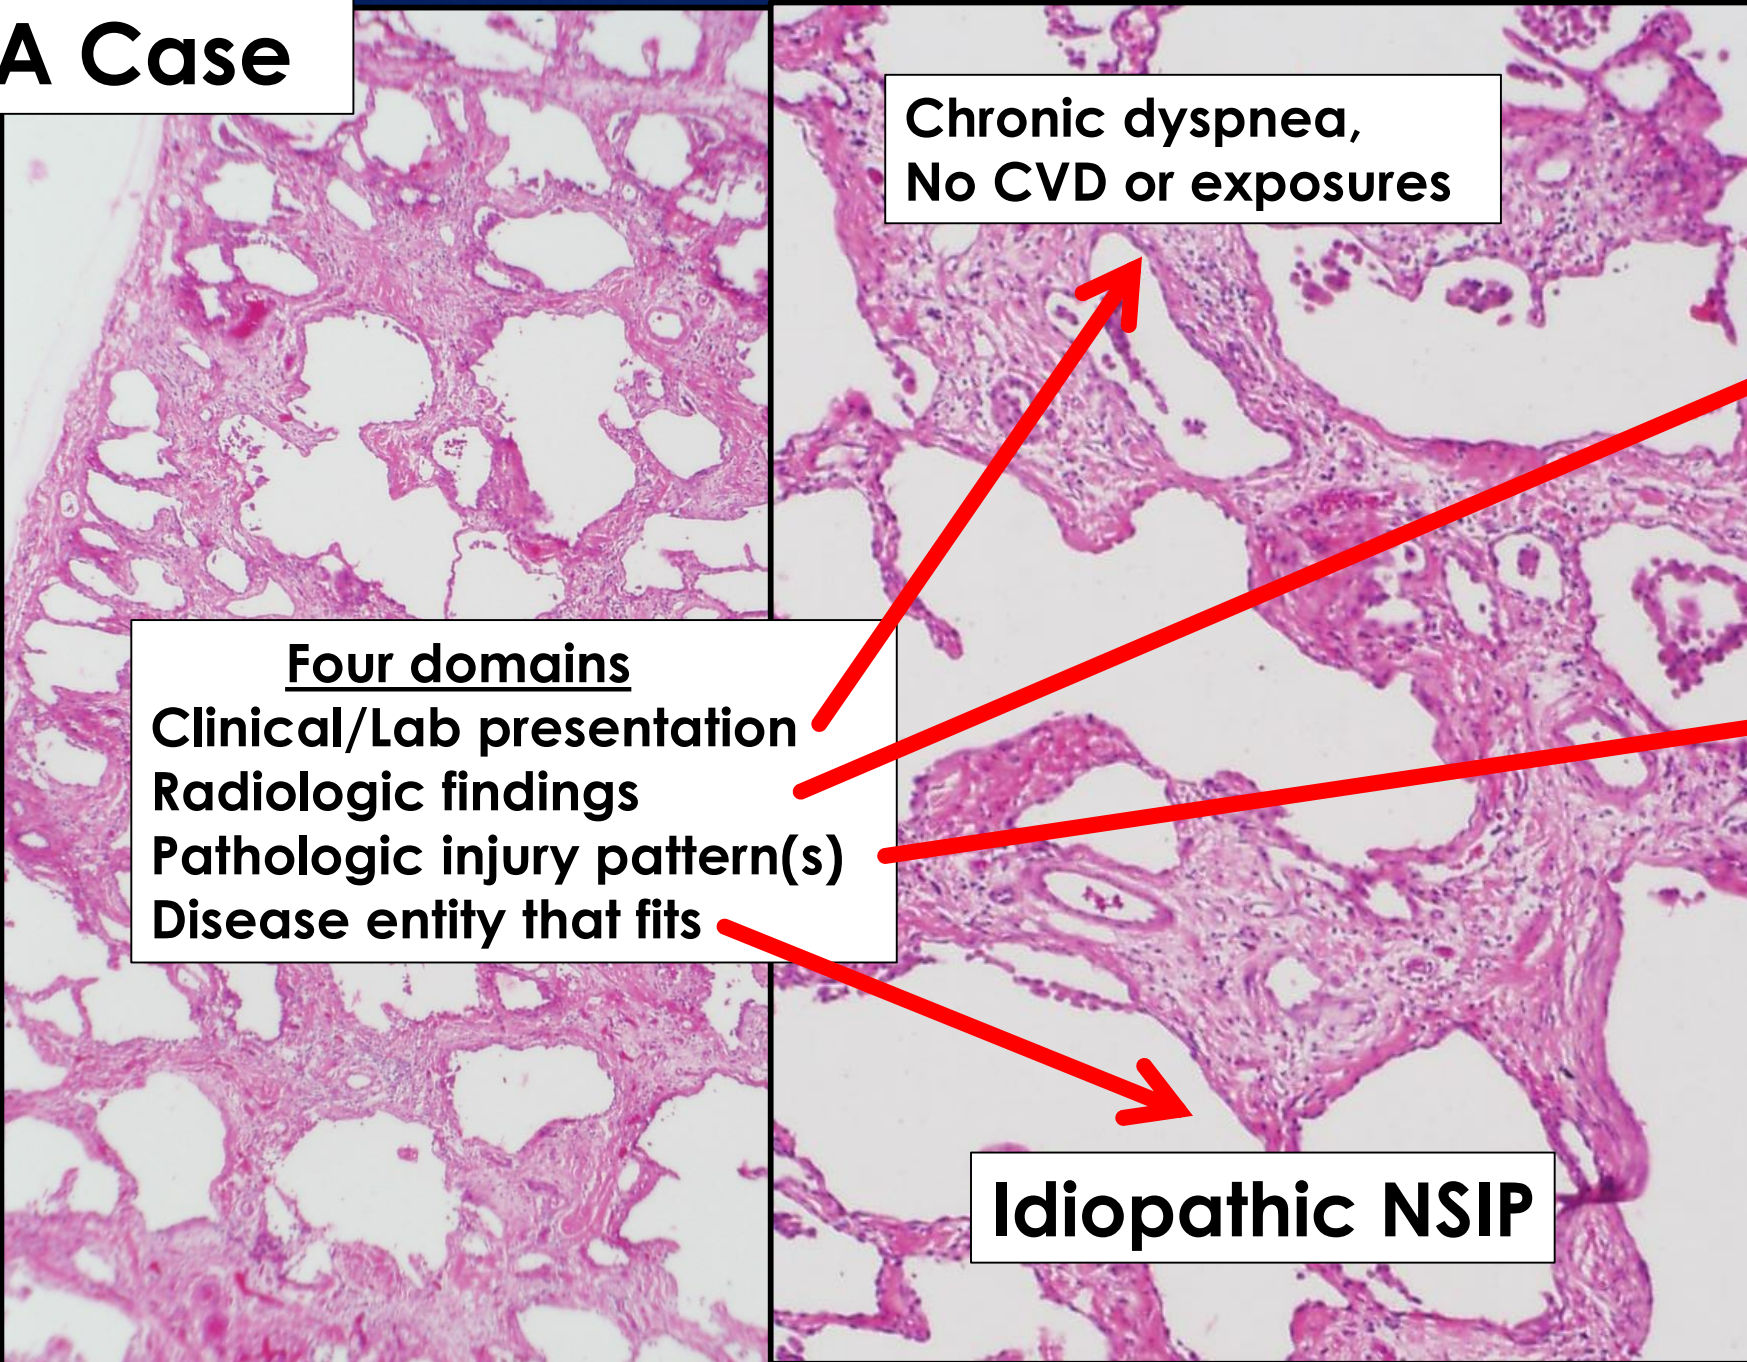 A Case
Chronic dyspnea,
No CVD or exposures
Four domains
Clinical/Lab presentation
Radiologic findings
Pathologic injury pattern(s)
Disease entity that fits
Idiopathic NSIP